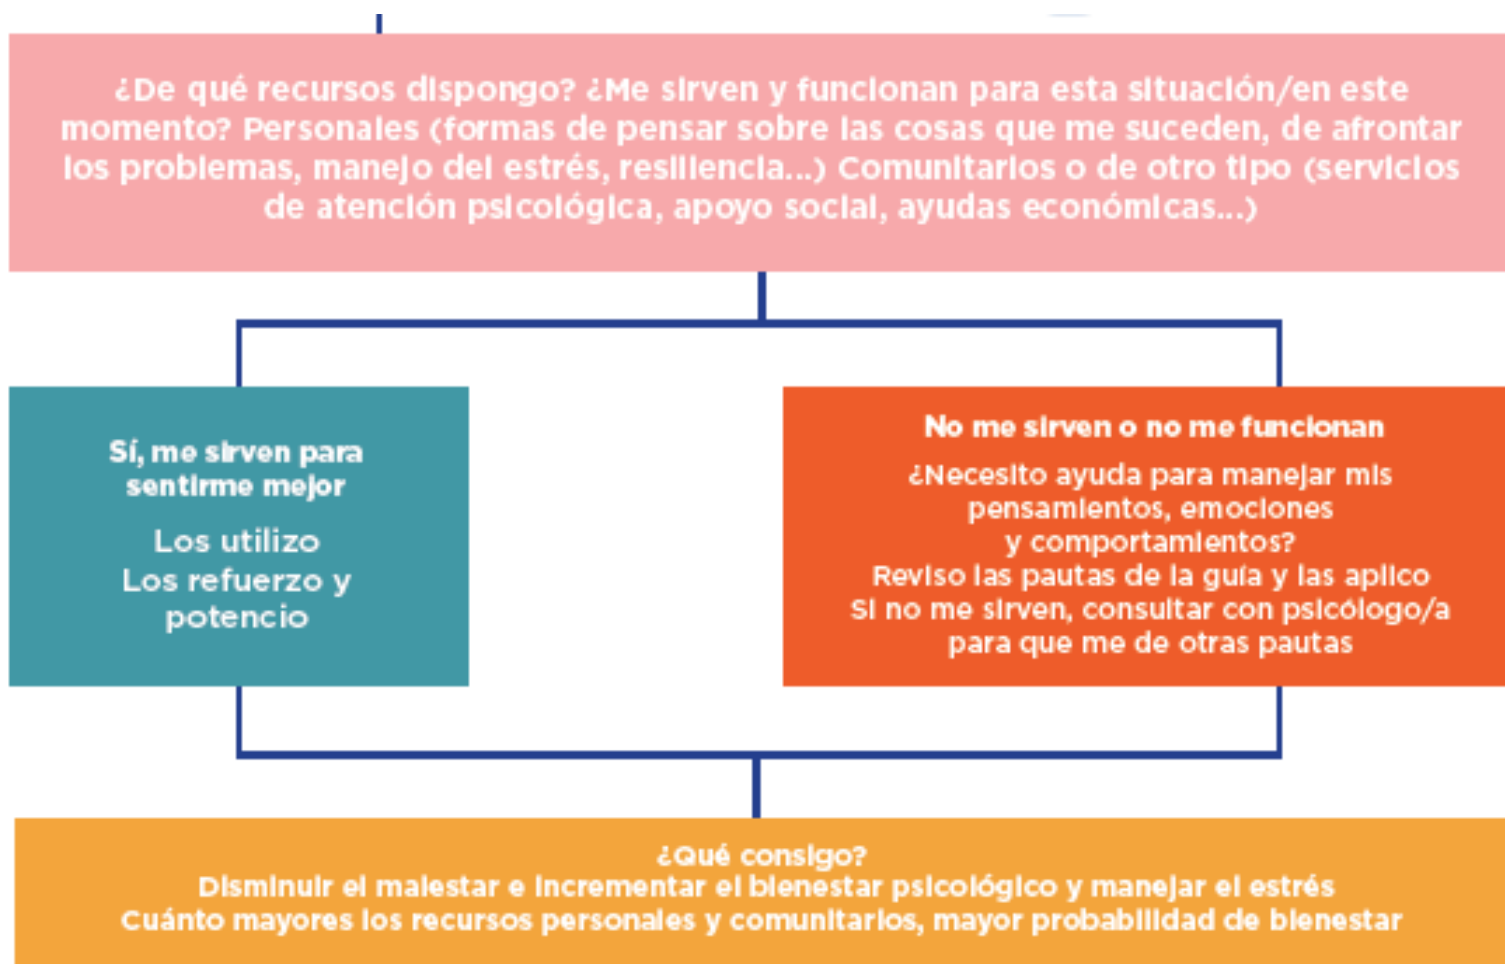 ¿De qué recursos dispongo? ¿Me sirven y funcionan para esta situación/en este
momento? Personales (formas de pensar sobre las cosas que me suceden, de afrontar
los problemas, manejo del estrés, resiliencia...) Comunitarios o de otro tipo (servicios
de atención psicológica, apoyo social, ayudas económicas...)
Sí, me sirven para
sentirme mejor
Los utilizo
Los refuerzo y
potencio
No me sirven o no me funcionan
¿Necesito ayuda para manejar mis
pensamientos, emociones
y comportamientos?
Reviso las pautas de la guía y las aplico
Si no me sirven, consultar con psicólogo/a
para que me de otras pautas
¿Qué consigo?
Disminuir el malestar e incrementar el bienestar psicológico y manejar el estrés
Cuánto mayores los recursos personales y comunitarios, mayor probabilidad de bienestar